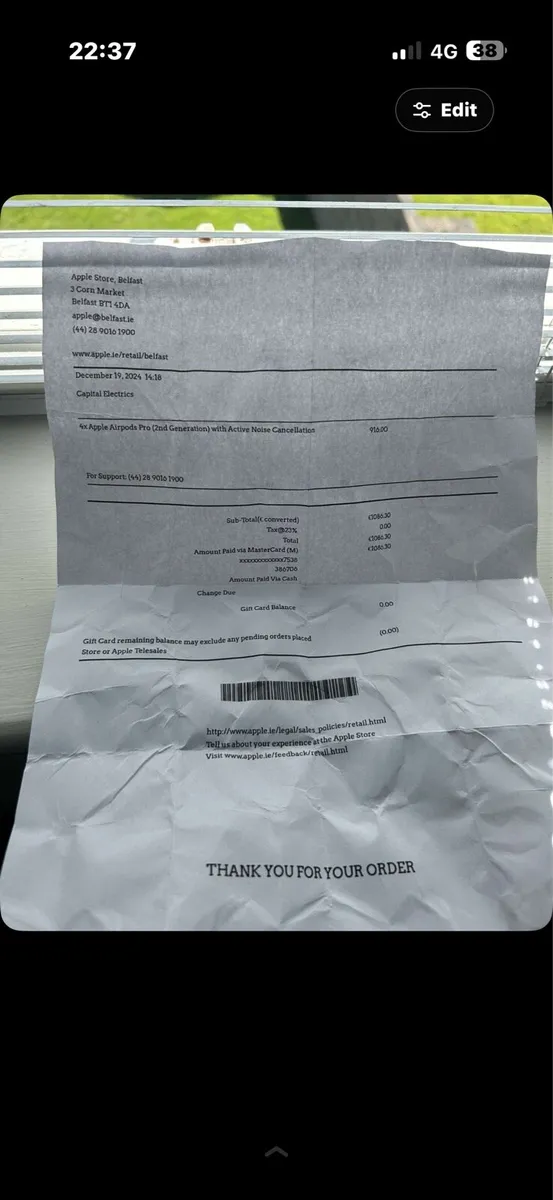 22:37
4G 38
Edit
Apple Store, Belfast
3 Corn Market
Belfast BT1 4DA
apple@belfast.ie
(44) 28 9016 1900
www.apple.ie/retail/belfast
December 19, 2024 14:18
Capital Electrics
4x Apple Airpods Pro (2nd Generation) with Active Noise Cancellation 916.00
For Support: (44) 28 9016 1900
Sub-Total(€ converted) €1086.30
Tax@23% 0.00
Total €1086.30
Amount Paid via MasterCard (M) €1086.30
xxxxxxxxxxxx7538
386706
Amount Paid Via Cash
Change Due
Gift Card Balance 0.00
Gift Card remaining balance may exclude any pending orders placed (0.00)
Store or Apple Telesales
http://www.apple.ie/legal/sales_policies/retail.html
Tell us about your experience at the Apple Store
Visit www.apple.ie/feedback/retail.html
THANK YOU FOR YOUR ORDER